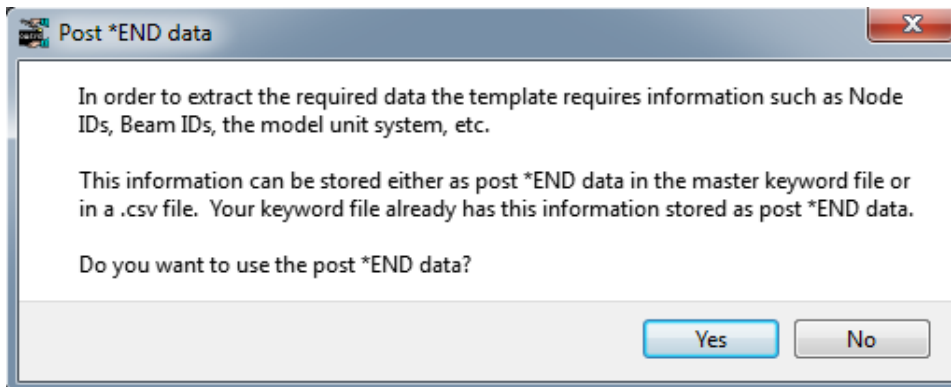 Post *END data
In order to extract the required data the template requires information such as Node
IDs, Beam IDs, the model unit system, etc.
This information can be stored either as post *END data in the master keyword file or
in a .csv file.  Your keyword file already has this information stored as post *END data.
Do you want to use the post *END data?
Yes
No